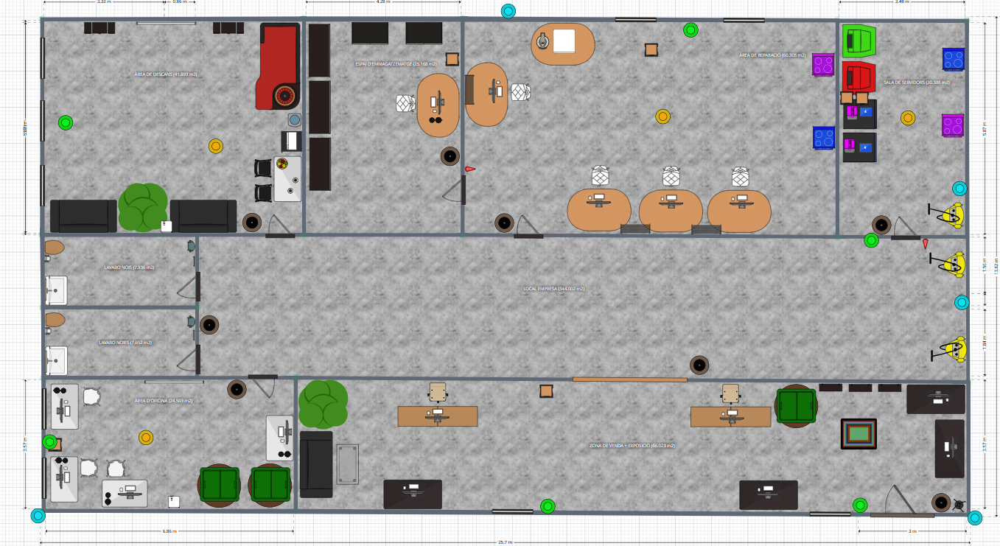 3.33 m
0.86 m
4.28 m
3.48 m
ÀREA DE DESCANS (41.893 m2)
ESPAI D'EMMAGATZEMATGE (25.168 m2)
ÀREA DE REPARACIÓ (60.305 m2)
SALA DE SERVIDORS (20.388 m2)
5.87 m
LAVABO NOIS (7.936 m2)
1.56 m
13.62 m
LOCAL EMPRESA (344.002 m2)
LAVABO NOIES (7.652 m2)
1.84 m
ÀREA D'OFICINA (24.503 m2)
3.57 m
ZONA DE VENDA + EXPOSICIÓ (66.023 m2)
3.57 m
6.86 m
3 m
25.7 m